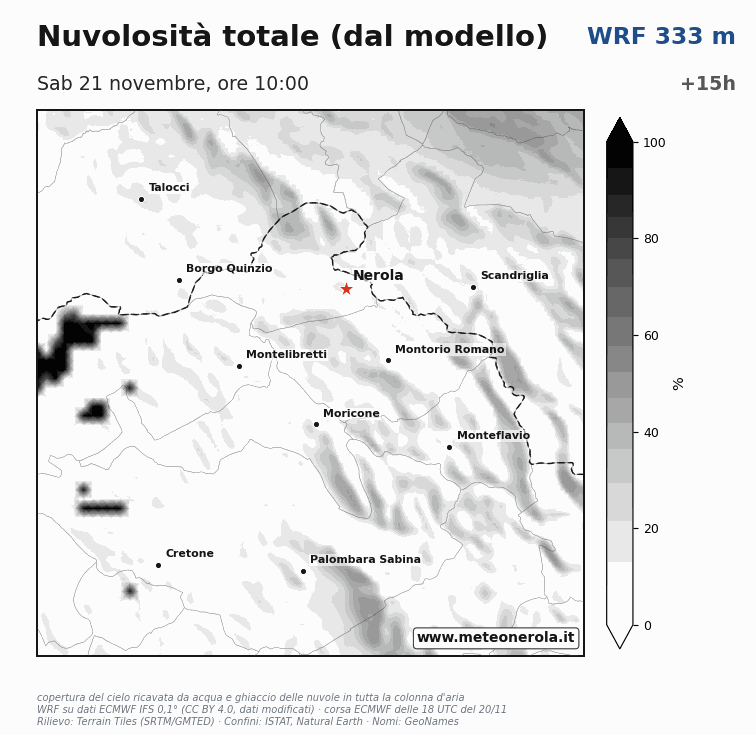 Nuvolosità totale (dal modello)
WRF 333 m
Sab 21 novembre, ore 10:00
+15h
Talocci
Borgo Quinzio
Nerola
Scandriglia
Montelibretti
Montorio Romano
Moricone
Monteflavio
Cretone
Palombara Sabina
www.meteonerola.it
100
80
60
40
20
0
%
copertura del cielo ricavata da acqua e ghiaccio delle nuvole in tutta la colonna d'aria
WRF su dati ECMWF IFS 0,1° (CC BY 4.0, dati modificati) · corsa ECMWF delle 18 UTC del 20/11
Rilievo: Terrain Tiles (SRTM/GMTED) · Confini: ISTAT, Natural Earth · Nomi: GeoNames